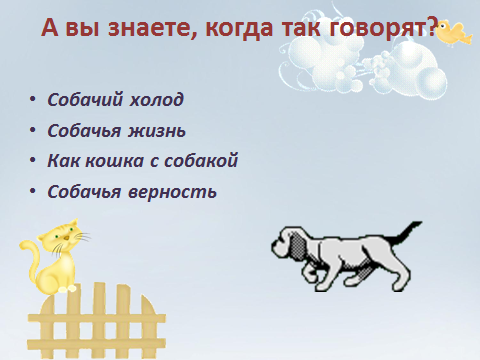 А вы знаете, когда так говорят?
• Собачий холод
• Собачья жизнь
• Как кошка с собакой
• Собачья верность